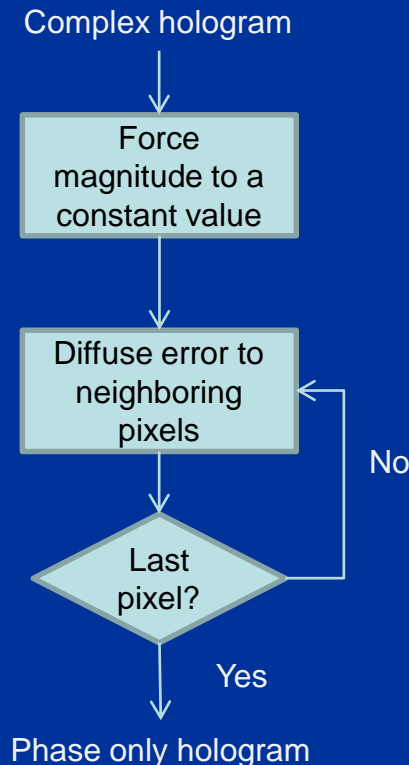 Complex hologram
Force
magnitude to a
constant value
Diffuse error to
neighboring
pixels
No
Last
pixel?
Yes
Phase only hologram